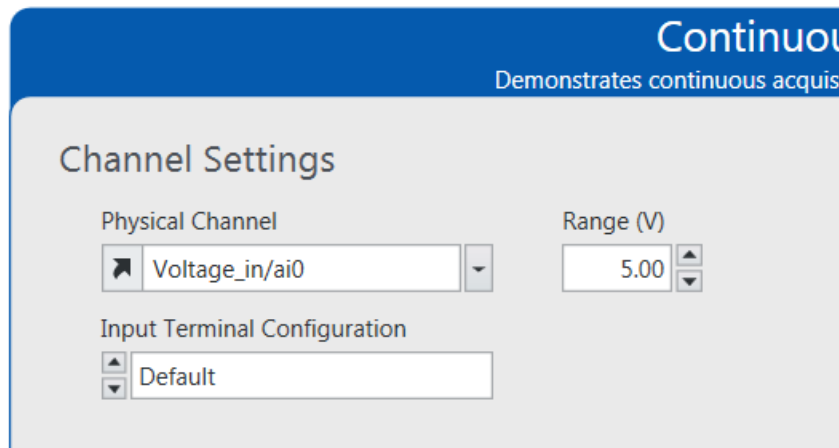 Continuou
Demonstrates continuous acquis
Channel Settings
Physical Channel
Range (V)
Voltage_in/ai0
5.00
Input Terminal Configuration
Default